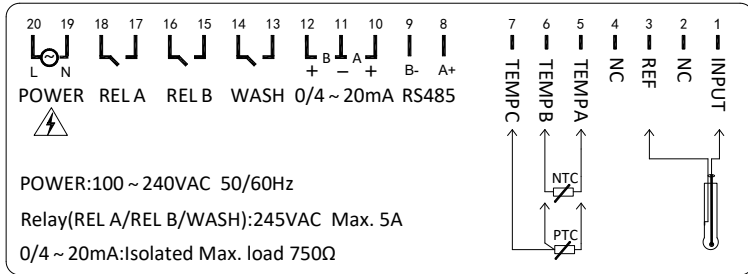 20 19 18 17 16 15 14 13 12 11 10 9 8 7 6 5 4 3 2 1
L N B A B- A+
+ − +
POWER REL A REL B WASH 0/4～20mA RS485
TEMPC TEMPB TEMPA NC REF NC INPUT
NTC
PTC
POWER:100～240VAC 50/60Hz
Relay(REL A/REL B/WASH):245VAC Max. 5A
0/4～20mA:Isolated Max. load 750Ω